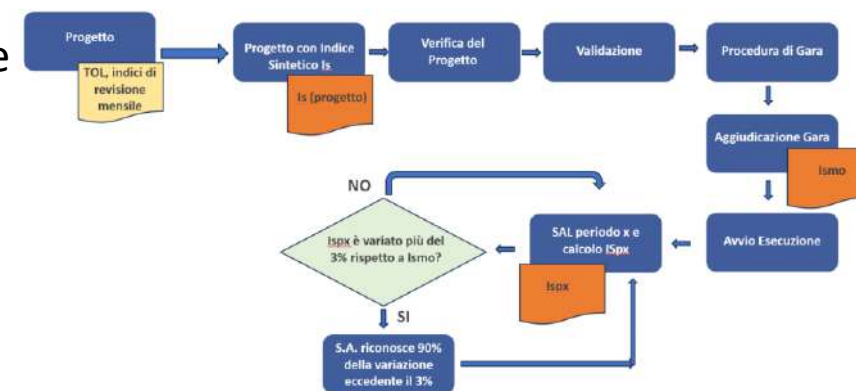 e
Progetto
TOL, indici di
revisione
mensile
Progetto con Indice
Sintetico Is
Is (progetto)
Verifica del
Progetto
Validazione
Procedura di Gara
Aggiudicazione Gara
Ismo
Avvio Esecuzione
SAL periodo x e
calcolo ISpx
Ispx
NO
Ispx è variato più del
3% rispetto a Ismo?
SI
S.A. riconosce 90%
della variazione
eccedente il 3%